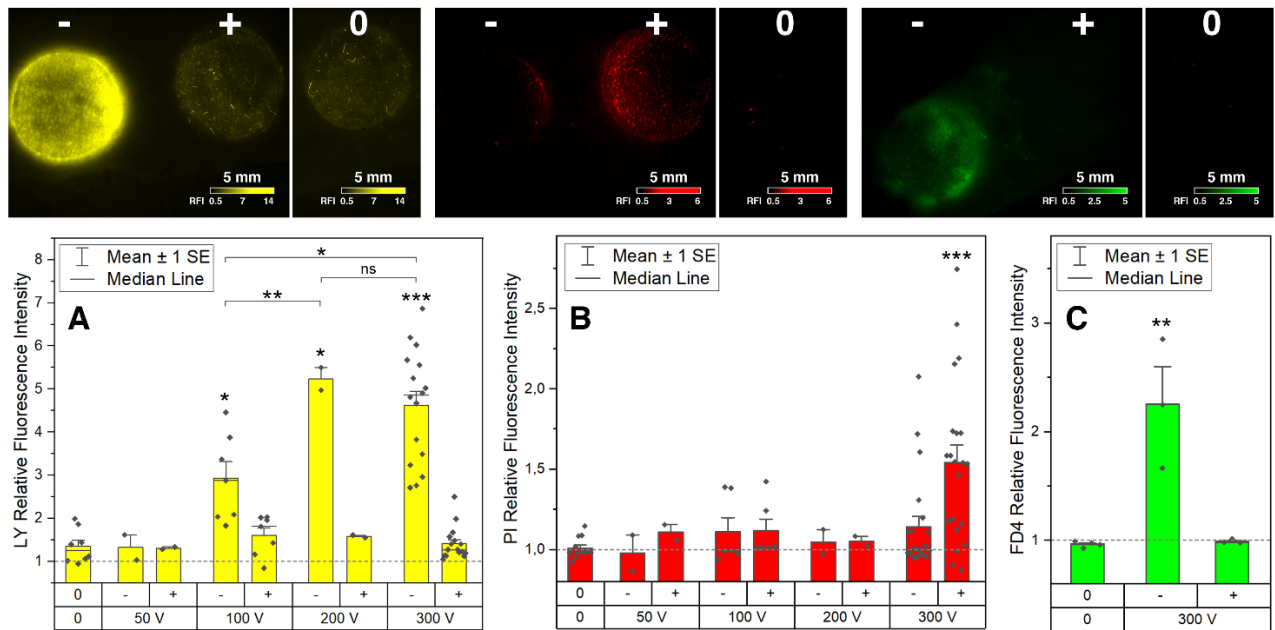 - + 0
5 mm 5 mm
RFI 0.5 7 14 RFI 0.5 7 14
- + 0
5 mm 5 mm
RFI 0.5 3 6 RFI 0.5 3 6
- + 0
5 mm 5 mm
RFI 0.5 2.5 5 RFI 0.5 2.5 5
LY Relative Fluorescence Intensity
8
7
6
5
4
3
2
1
Mean ± 1 SE
Median Line
A
*
ns
**
***
*
*
0 - + - + - + - +
0 50 V 100 V 200 V 300 V
PI Relative Fluorescence Intensity
2,5
2,0
1,5
1,0
Mean ± 1 SE
Median Line
B
***
0 - + - + - + - +
0 50 V 100 V 200 V 300 V
FD4 Relative Fluorescence Intensity
3
2
1
Mean ± 1 SE
Median Line
C
**
0 - +
0 300 V